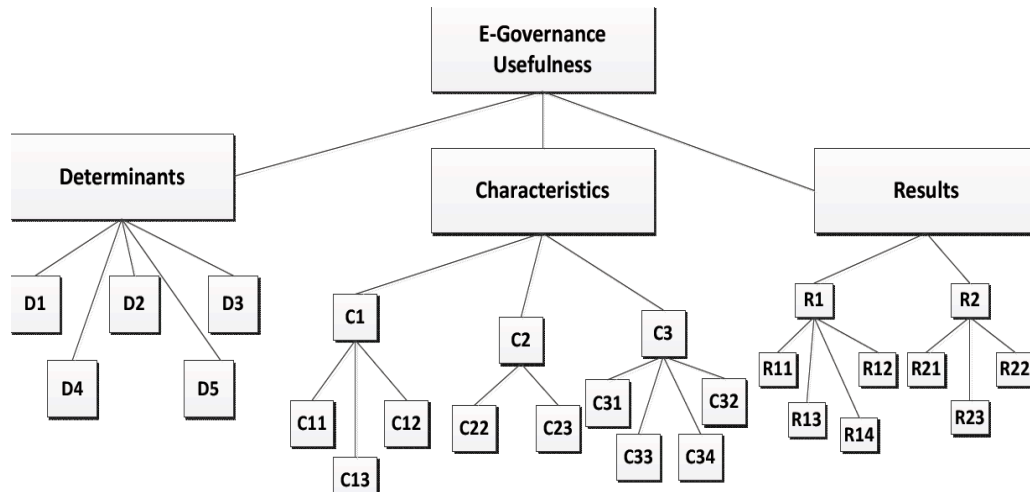 E-Governance
Usefulness
Determinants
Characteristics
Results
D1
D2
D3
D4
D5
C1
C2
C3
C11
C12
C13
C22
C23
C31
C32
C33
C34
R1
R2
R11
R12
R13
R14
R21
R22
R23